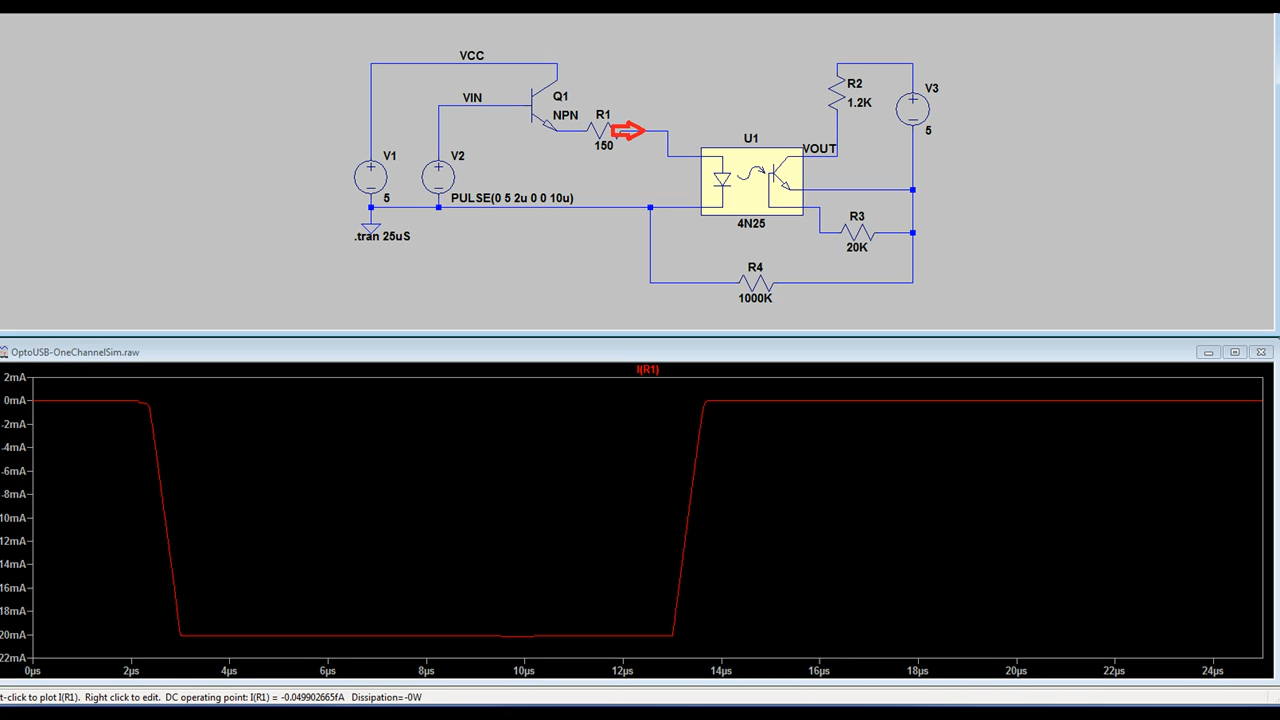 VCC
VIN
Q1
NPN
R1
150
V1
5
V2
PULSE(0 5 2u 0 0 10u)
.tran 25uS
U1
4N25
VOUT
R2
1.2K
V3
5
R3
20K
R4
1000K
OptoUSB-OneChannelSim.raw
I(R1)
2mA
0mA
-2mA
-4mA
-6mA
-8mA
10mA
12mA
14mA
16mA
18mA
20mA
22mA
0µs 2µs 4µs 6µs 8µs 10µs 12µs 14µs 16µs 18µs 20µs 22µs 24µs
t-click to plot I(R1). Right click to edit. DC operating point: I(R1) = -0.049902665fA Dissipation=-0W